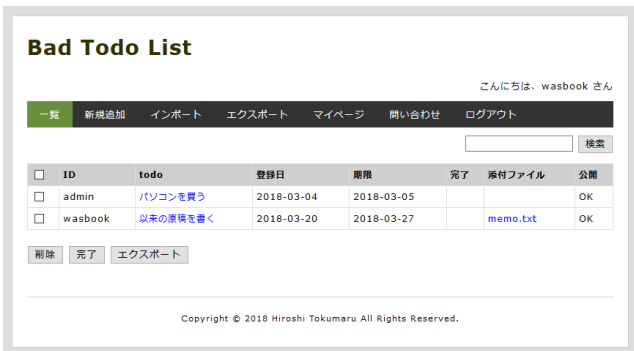 Bad Todo List
こんにちは、wasbook さん
一覧 新規追加 インポート エクスポート マイページ 問い合わせ ログアウト
検索
ID todo 登録日 期限 完了 添付ファイル 公開
admin パソコンを買う 2018-03-04 2018-03-05 OK
wasbook 以来の原稿を書く 2018-03-20 2018-03-27 memo.txt OK
削除 完了 エクスポート
Copyright © 2018 Hiroshi Tokumaru All Rights Reserved.